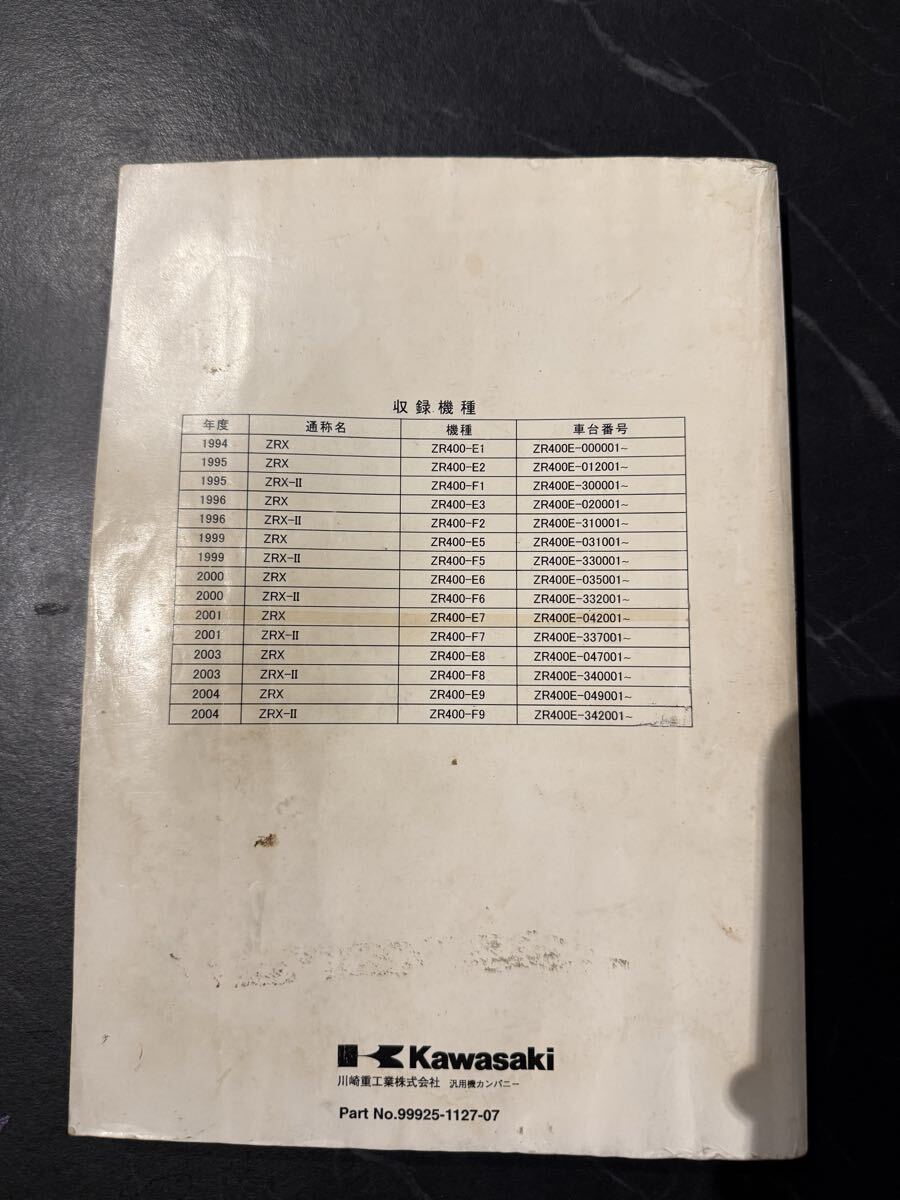 収録機種
年度 通称名 機種 車台番号
1994 ZRX ZR400-E1 ZR400E-000001~
1995 ZRX ZR400-E2 ZR400E-012001~
1995 ZRX-II ZR400-F1 ZR400E-300001~
1996 ZRX ZR400-E3 ZR400E-020001~
1996 ZRX-II ZR400-F2 ZR400E-310001~
1999 ZRX ZR400-E5 ZR400E-031001~
1999 ZRX-II ZR400-F5 ZR400E-330001~
2000 ZRX ZR400-E6 ZR400E-035001~
2000 ZRX-II ZR400-F6 ZR400E-332001~
2001 ZRX ZR400-E7 ZR400E-042001~
2001 ZRX-II ZR400-F7 ZR400E-337001~
2003 ZRX ZR400-E8 ZR400E-047001~
2003 ZRX-II ZR400-F8 ZR400E-340001~
2004 ZRX ZR400-E9 ZR400E-049001~
2004 ZRX-II ZR400-F9 ZR400E-342001~
Kawasaki
川崎重工業株式会社 汎用機カンパニー
Part No.99925-1127-07